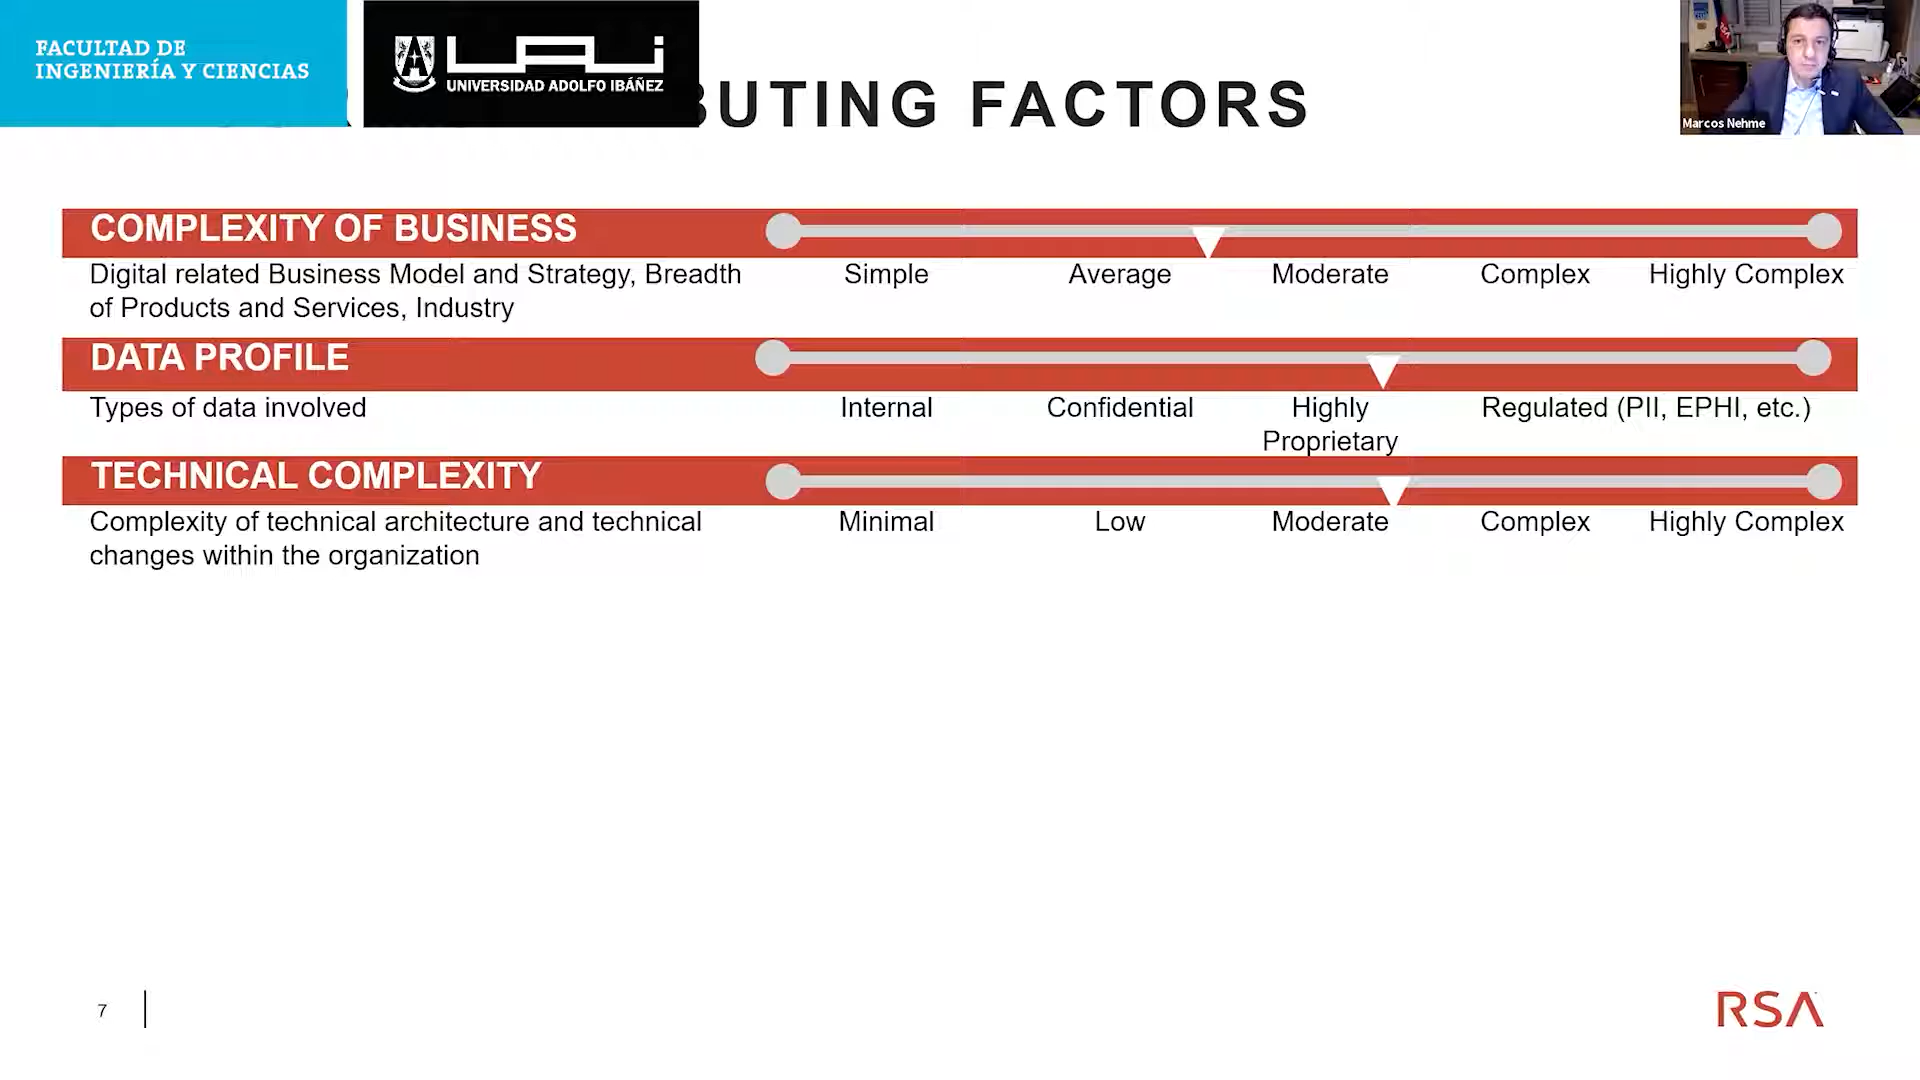 FACULTAD DE
INGENIERÍA Y CIENCIAS
UAI
UNIVERSIDAD ADOLFO IBÁÑEZ
BUTING FACTORS
Marcos Nehme
COMPLEXITY OF BUSINESS
Digital related Business Model and Strategy, Breadth
of Products and Services, Industry
Simple Average Moderate Complex Highly Complex
DATA PROFILE
Types of data involved
Internal Confidential Highly Proprietary Regulated (PII, EPHI, etc.)
TECHNICAL COMPLEXITY
Complexity of technical architecture and technical
changes within the organization
Minimal Low Moderate Complex Highly Complex
7
RSA